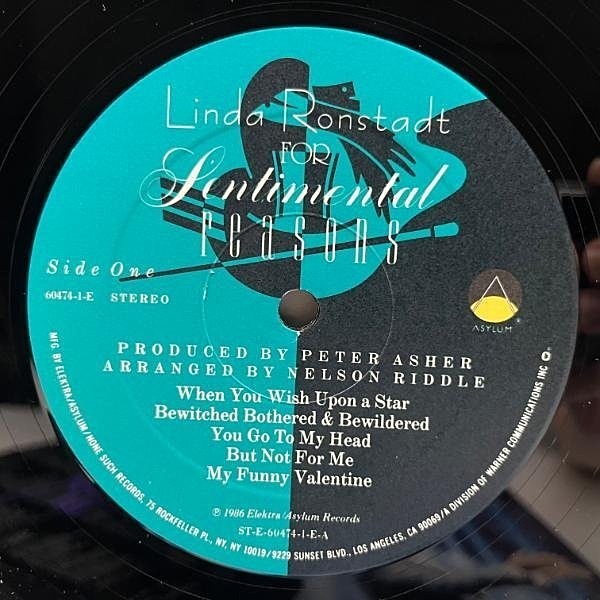 Linda Ronstadt
FOR
Sentimental
reasons
Side One
60474-1-E STEREO
ASYLUM
PRODUCED BY PETER ASHER
ARRANGED BY NELSON RIDDLE
When You Wish Upon a Star
Bewitched Bothered & Bewildered
You Go To My Head
But Not For Me
My Funny Valentine
℗ 1986 Elektra/Asylum Records
ST-E-60474-1-E-A
MFG. BY ELEKTRA/ASYLUM/NONE SUCH RECORDS, 75 ROCKFELLER PL., NY, NY 10019/9229 SUNSET BLVD., LOS ANGELES, CA 90069/A DIVISION OF WARNER COMMUNICATIONS INC